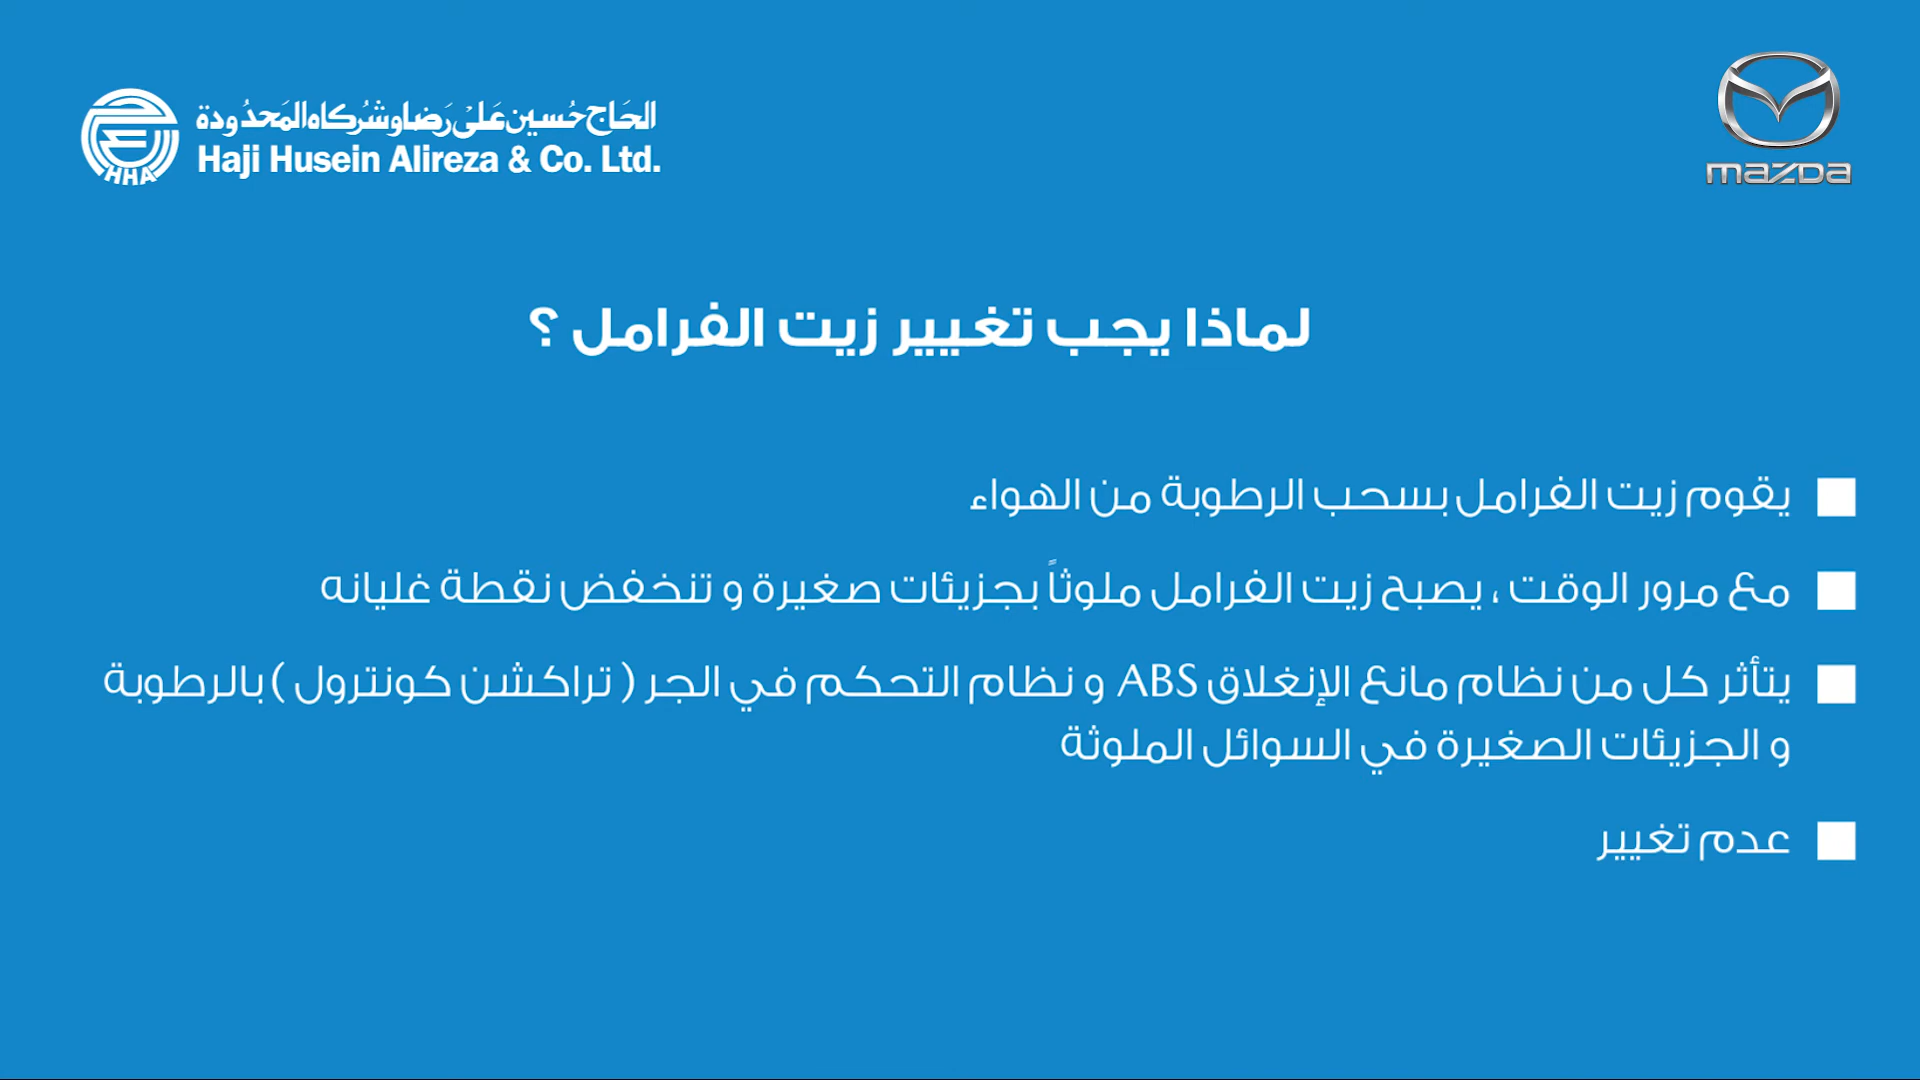 الحاج حسين على رضا وشركاه المحدودة
Haji Husein Alireza & Co. Ltd.
HHA
mazda
لماذا يجب تغيير زيت الفرامل ؟
يقوم زيت الفرامل بسحب الرطوبة من الهواء
مع مرور الوقت ، يصبح زيت الفرامل ملوثاً بجزيئات صغيرة و تنخفض نقطة غليانه
يتأثر كل من نظام مانع الإنغلاق ABS و نظام التحكم في الجر ( تراكشن كونترول ) بالرطوبة
و الجزيئات الصغيرة في السوائل الملوثة
عدم تغيير